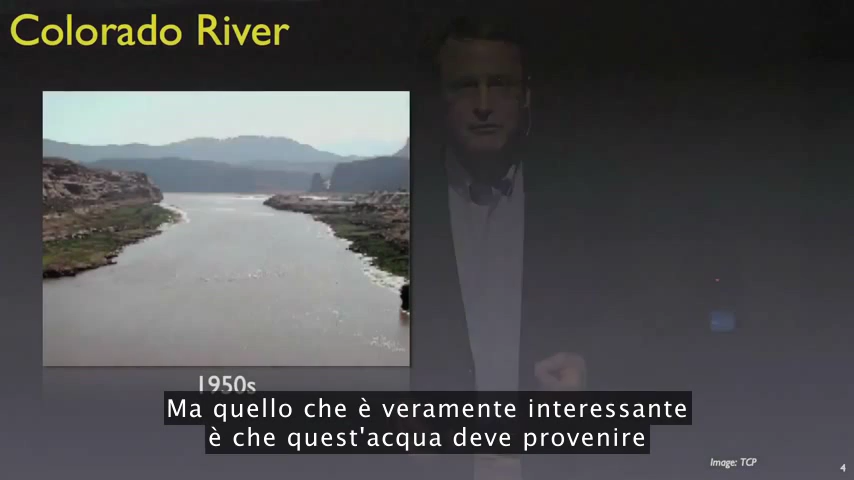 Colorado River
1950s
Ma quello che è veramente interessante
è che quest'acqua deve provenire
Image: TCP
4